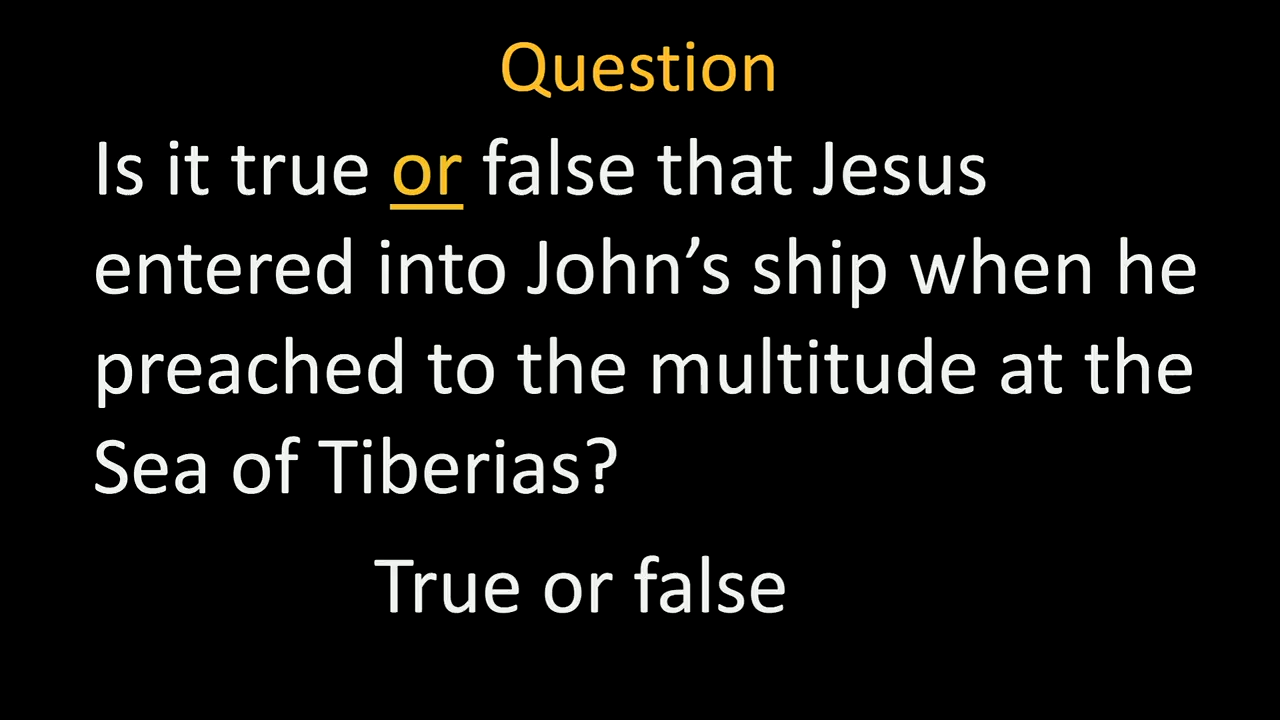 Question
Is it true or false that Jesus
entered into John’s ship when he
preached to the multitude at the
Sea of Tiberias?
True or false